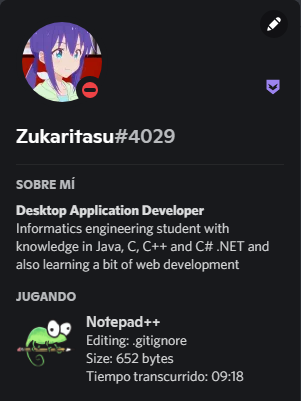 Zukaritasu#4029
SOBRE MÍ
Desktop Application Developer
Informatics engineering student with
knowledge in Java, C, C++ and C# .NET and
also learning a bit of web development
JUGANDO
Notepad++
Editing: .gitignore
Size: 652 bytes
Tiempo transcurrido: 09:18